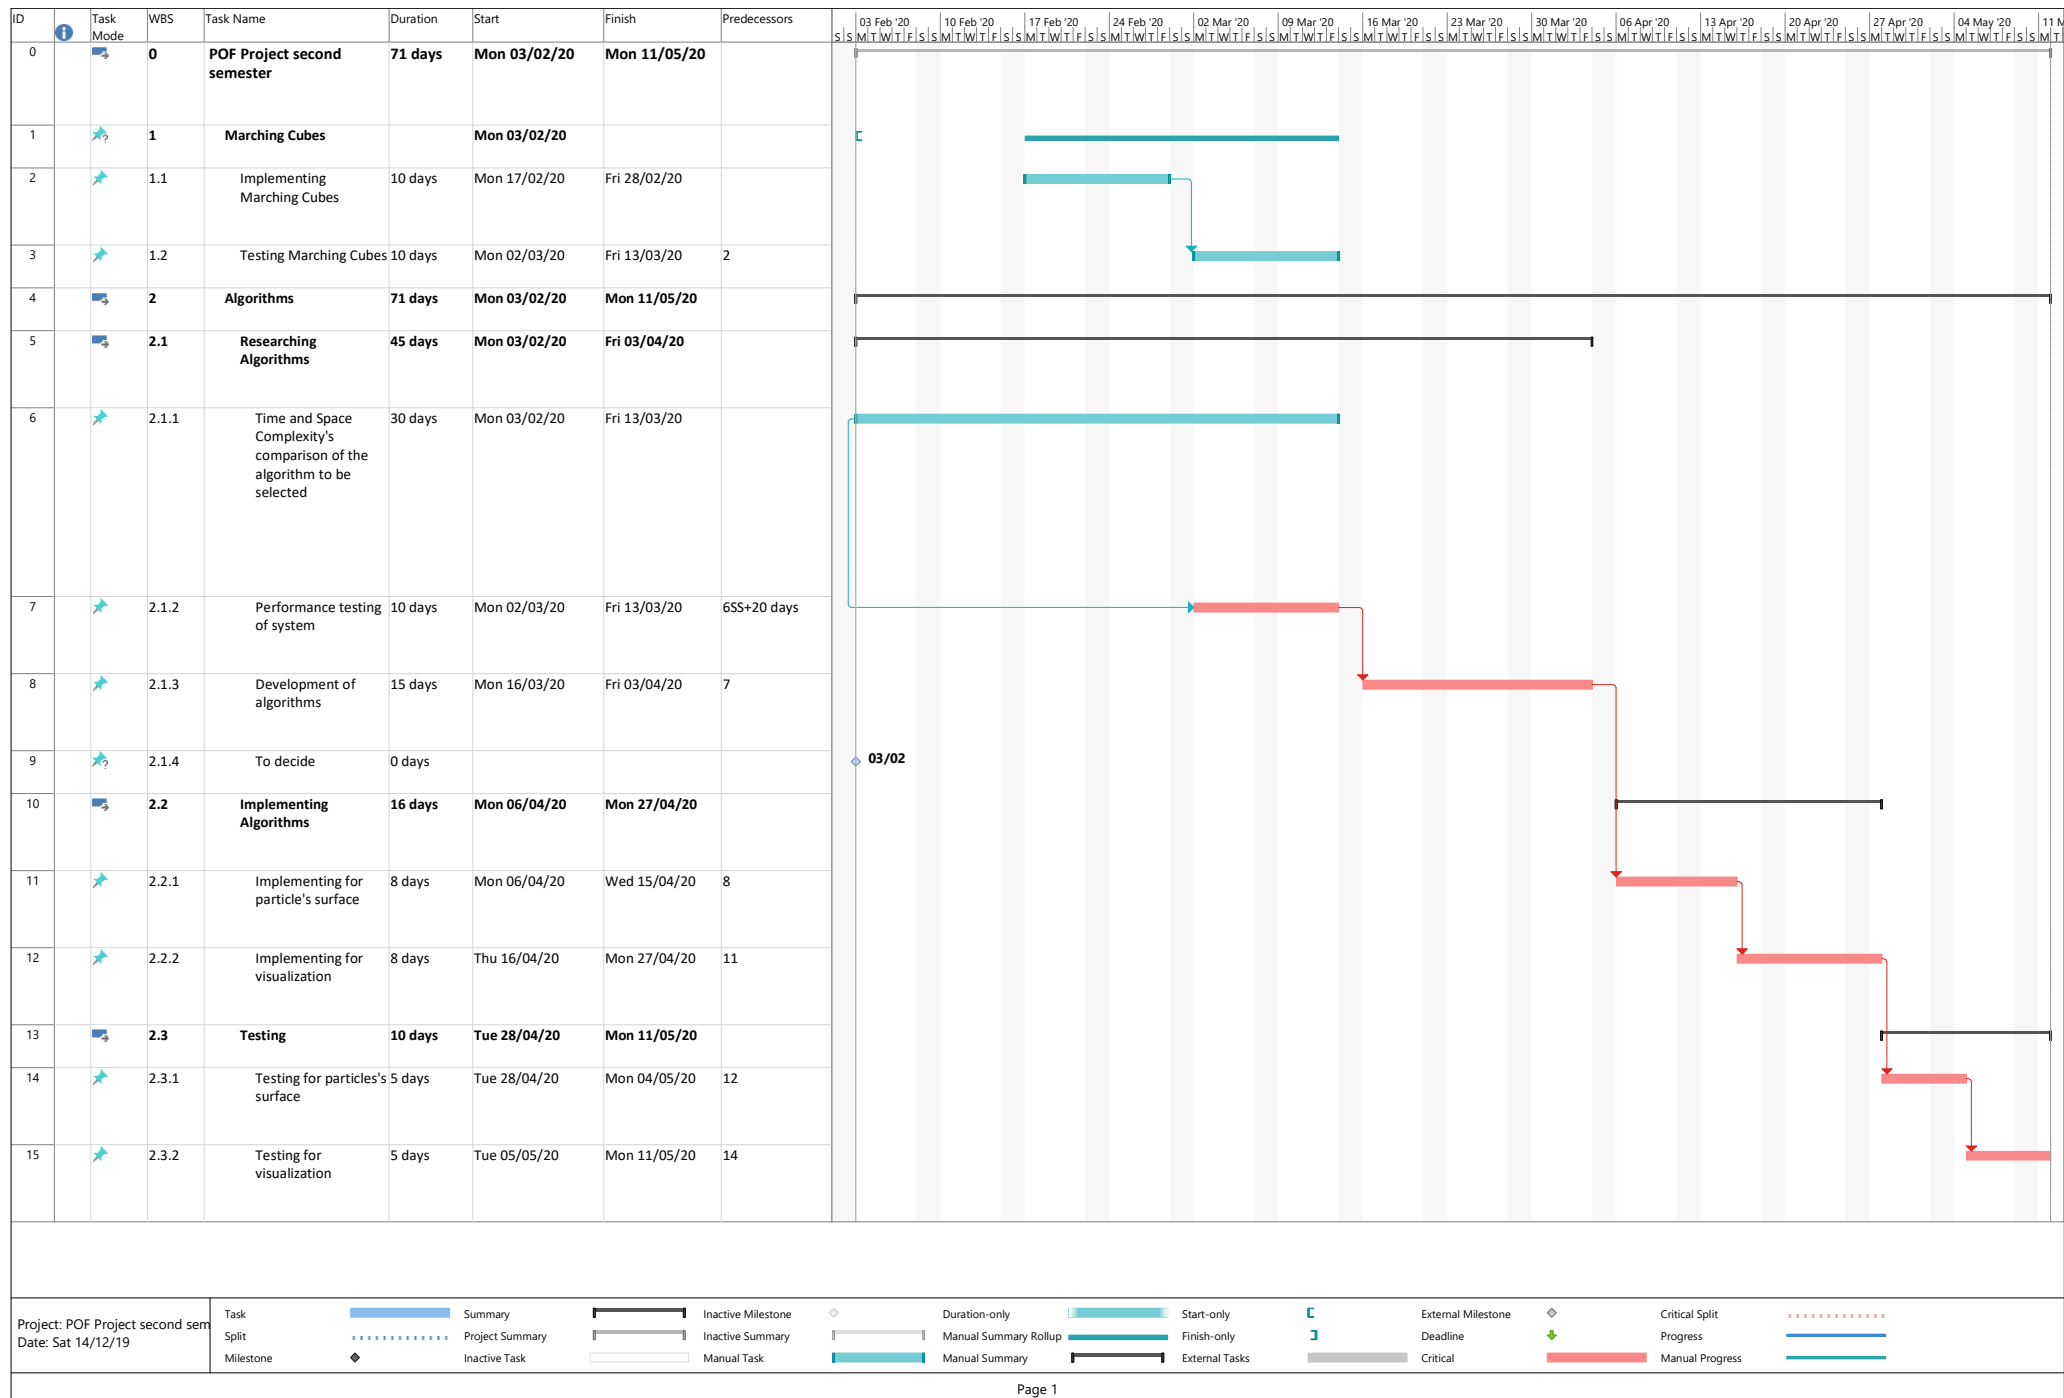 ID Task Mode WBS Task Name Duration Start Finish Predecessors
03 Feb '20 10 Feb '20 17 Feb '20 24 Feb '20 02 Mar '20 09 Mar '20 16 Mar '20 23 Mar '20 30 Mar '20 06 Apr '20 13 Apr '20 20 Apr '20 27 Apr '20 04 May '20 11 M
S S M T W T F S S M T W T F S S M T W T F S S M T W T F S S M T W T F S S M T W T F S S M T W T F S S M T W T F S S M T W T F S S M T W T F S S M T W T F S S M T W T F S S M T W T F S S M T
0 0 POF Project second 71 days Mon 03/02/20 Mon 11/05/20
semester
1 1 Marching Cubes Mon 03/02/20
2 1.1 Implementing 10 days Mon 17/02/20 Fri 28/02/20
Marching Cubes
3 1.2 Testing Marching Cubes 10 days Mon 02/03/20 Fri 13/03/20 2
4 2 Algorithms 71 days Mon 03/02/20 Mon 11/05/20
5 2.1 Researching 45 days Mon 03/02/20 Fri 03/04/20
Algorithms
6 2.1.1 Time and Space 30 days Mon 03/02/20 Fri 13/03/20
Complexity's
comparison of the
algorithm to be
selected
7 2.1.2 Performance testing 10 days Mon 02/03/20 Fri 13/03/20 6SS+20 days
of system
8 2.1.3 Development of 15 days Mon 16/03/20 Fri 03/04/20 7
algorithms
9 2.1.4 To decide 0 days 03/02
10 2.2 Implementing 16 days Mon 06/04/20 Mon 27/04/20
Algorithms
11 2.2.1 Implementing for 8 days Mon 06/04/20 Wed 15/04/20 8
particle's surface
12 2.2.2 Implementing for 8 days Thu 16/04/20 Mon 27/04/20 11
visualization
13 2.3 Testing 10 days Tue 28/04/20 Mon 11/05/20
14 2.3.1 Testing for particles's 5 days Tue 28/04/20 Mon 04/05/20 12
surface
15 2.3.2 Testing for 5 days Tue 05/05/20 Mon 11/05/20 14
visualization
Project: POF Project second sem
Date: Sat 14/12/19
Task Summary Inactive Milestone Duration-only Start-only External Milestone Critical Split
Split Project Summary Inactive Summary Manual Summary Rollup Finish-only Deadline Progress
Milestone Inactive Task Manual Task Manual Summary External Tasks Critical Manual Progress
Page 1